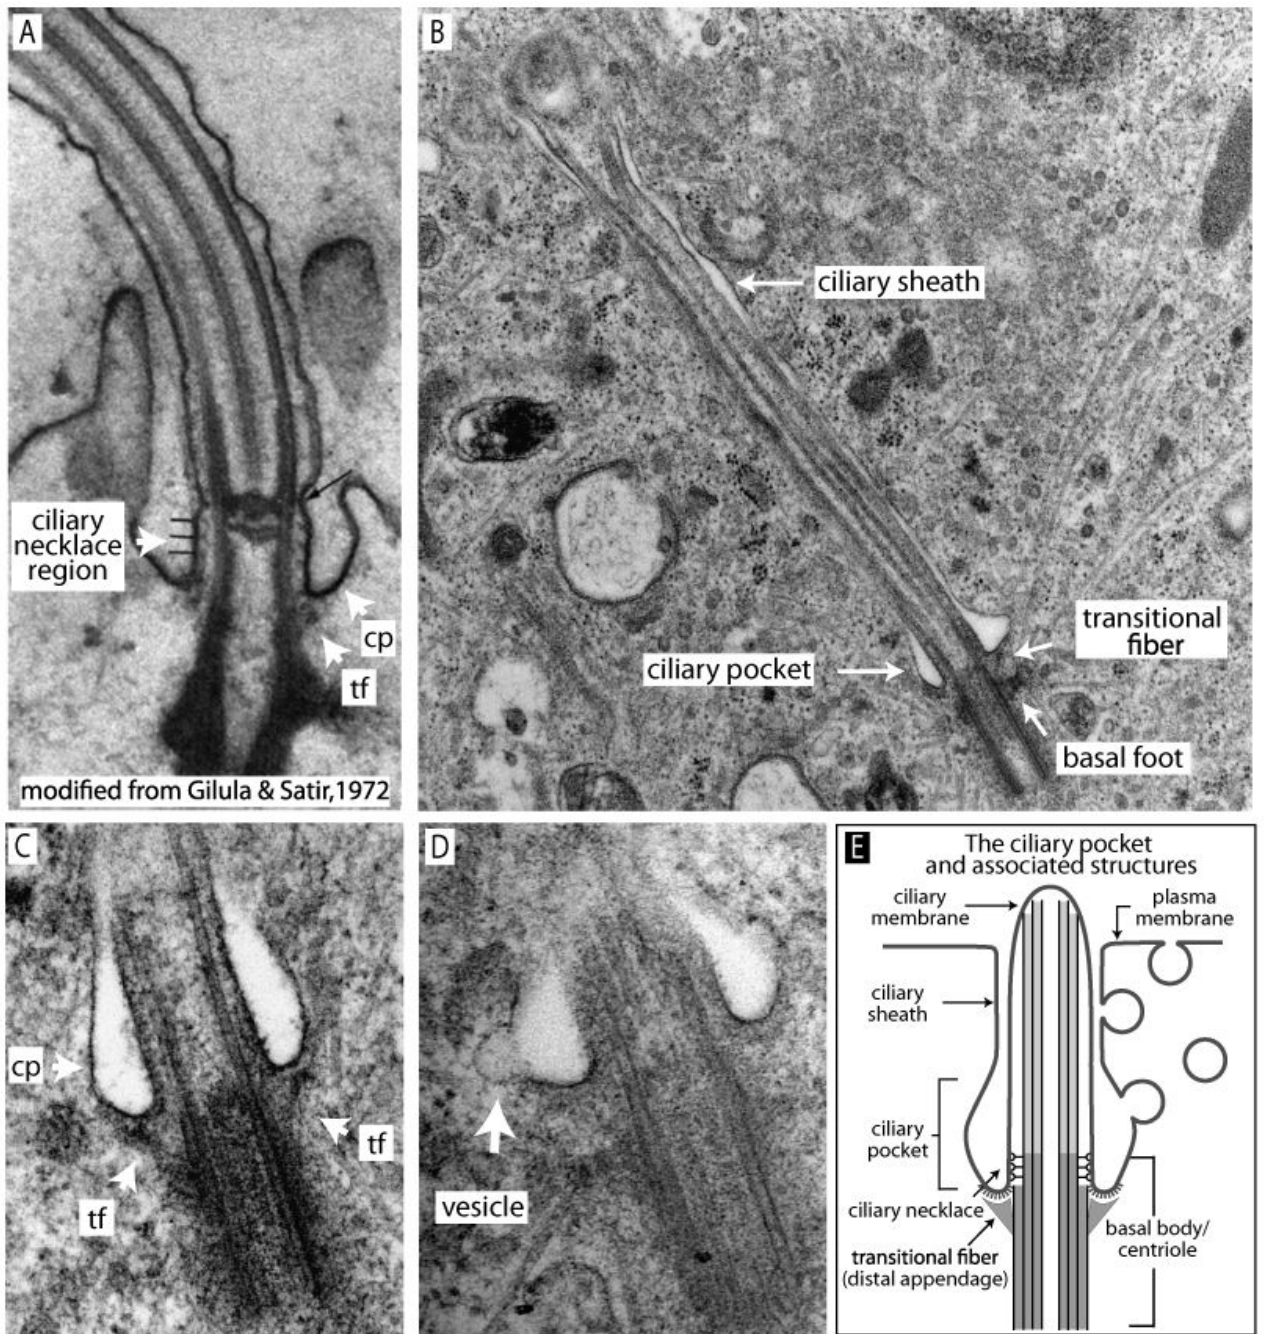 A
ciliary
necklace
region
cp
tf
modified from Gilula & Satir,1972
B
ciliary sheath
transitional
fiber
ciliary pocket
basal foot
C
cp
tf
tf
D
vesicle
E
The ciliary pocket
and associated structures
ciliary
membrane
plasma
membrane
ciliary
sheath
ciliary
pocket
ciliary necklace
transitional fiber
(distal appendage)
basal body/
centriole